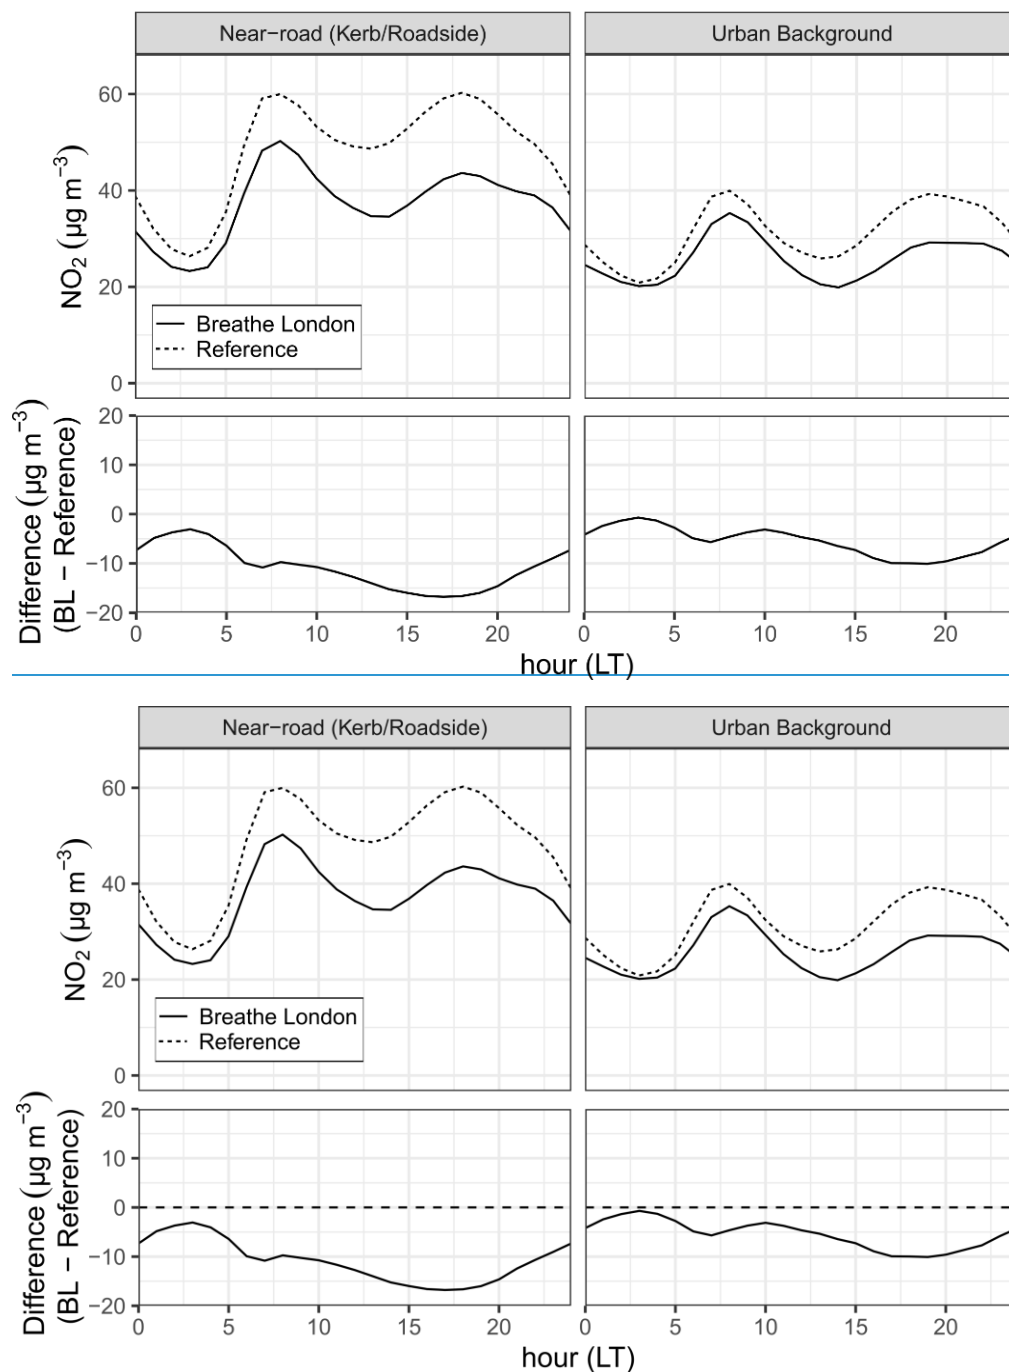 Near−road (Kerb/Roadside) Urban Background
60
40
20
0
NO₂ (µg m⁻³)
Breathe London
Reference
20
10
0
−10
−20
Difference (µg m⁻³)
(BL − Reference)
0 5 10 15 20 0 5 10 15 20
hour (LT)
Near−road (Kerb/Roadside) Urban Background
60
40
20
0
NO₂ (µg m⁻³)
Breathe London
Reference
20
10
0
−10
−20
Difference (µg m⁻³)
(BL − Reference)
0 5 10 15 20 0 5 10 15 20
hour (LT)